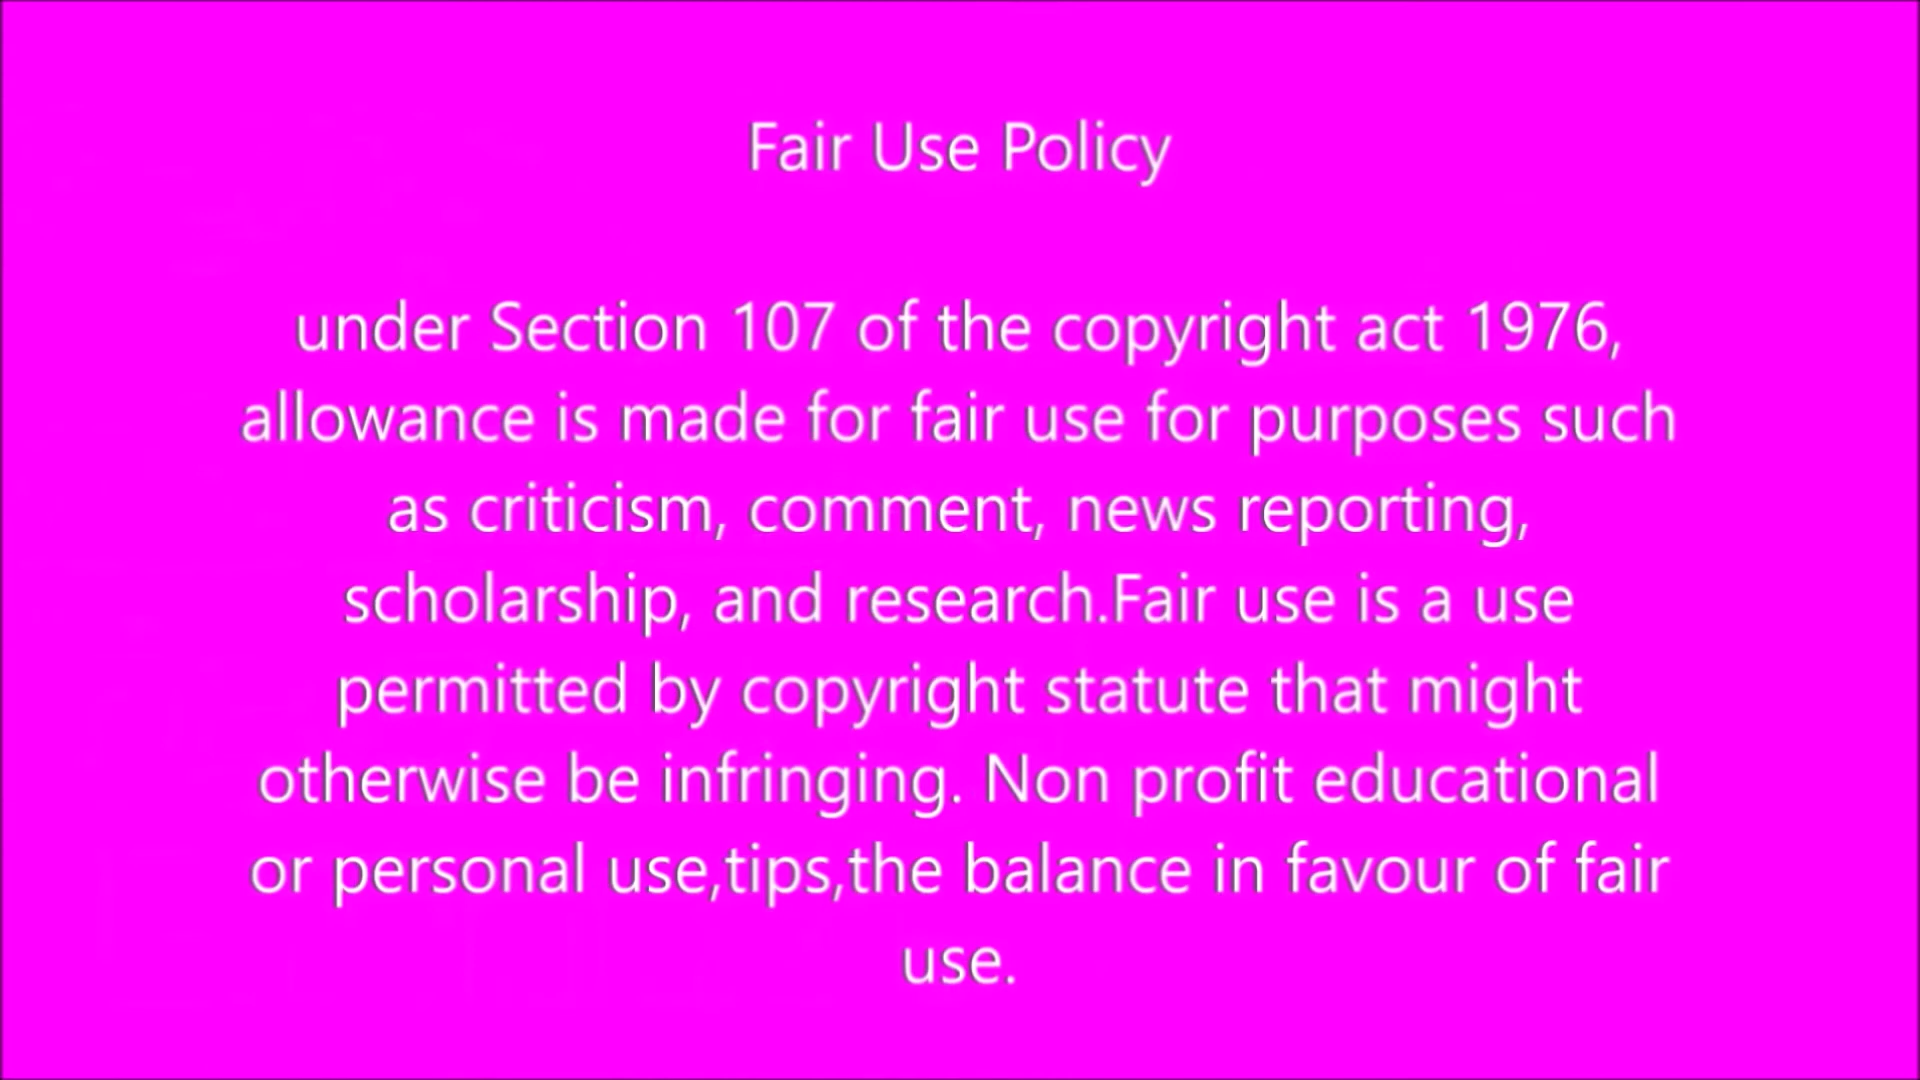 Fair Use Policy
under Section 107 of the copyright act 1976,
allowance is made for fair use for purposes such
as criticism, comment, news reporting,
scholarship, and research.Fair use is a use
permitted by copyright statute that might
otherwise be infringing. Non profit educational
or personal use,tips,the balance in favour of fair
use.